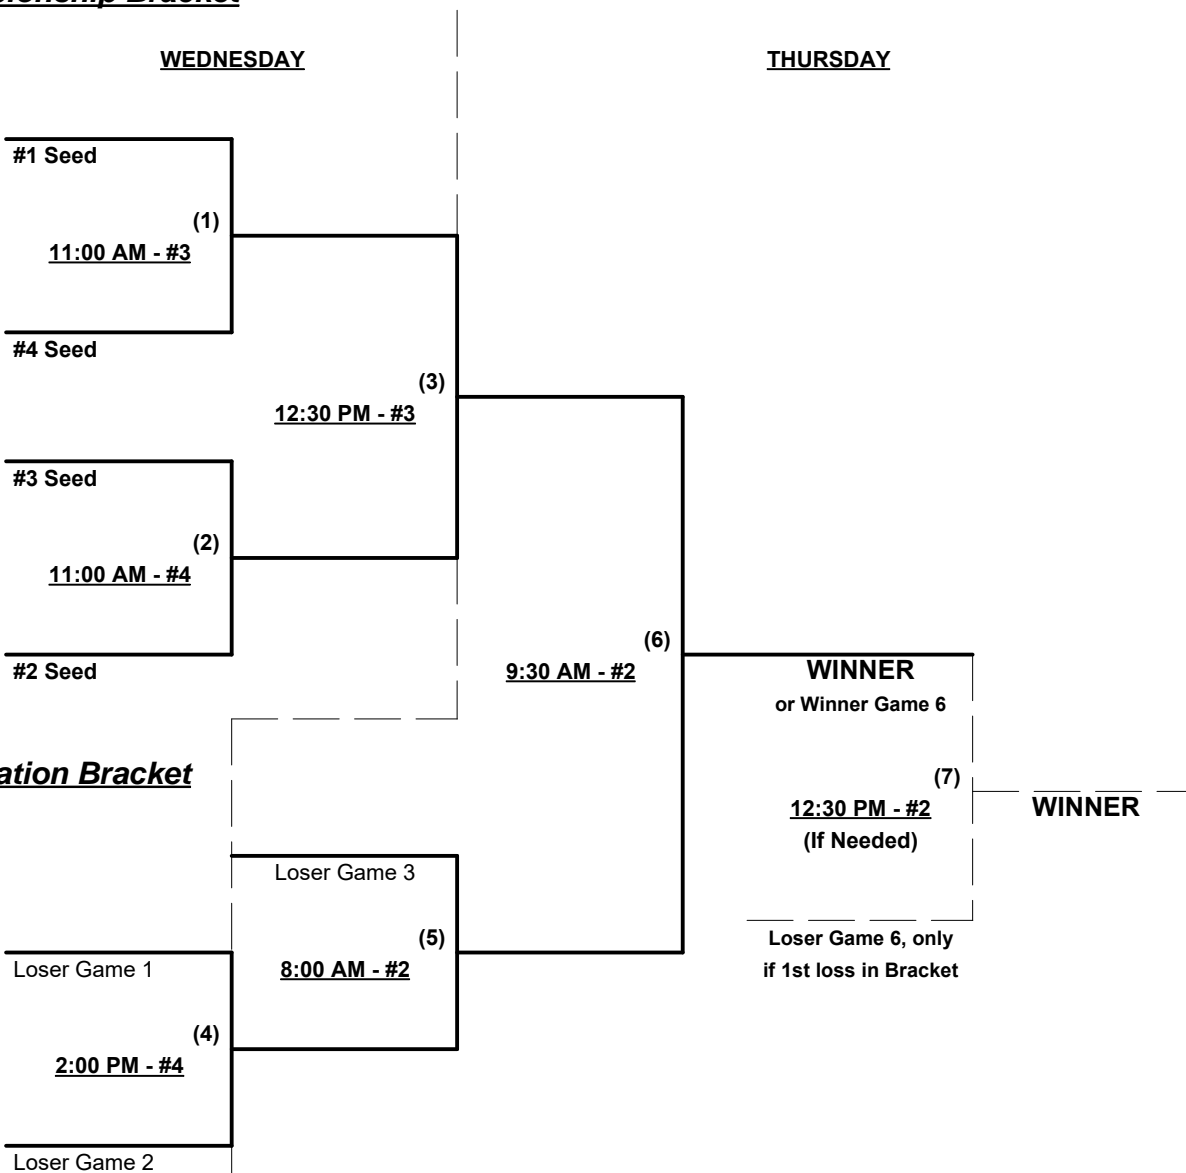 Bracket
WEDNESDAY
THURSDAY
#1 Seed
(1)
11:00 AM - #3
#4 Seed
(3)
12:30 PM - #3
#3 Seed
(2)
11:00 AM - #4
#2 Seed
(6)
9:30 AM - #2
WINNER
or Winner Game 6
Bracket
(7)
12:30 PM - #2
(If Needed)
WINNER
Loser Game 3
(5)
8:00 AM - #2
Loser Game 6, only
if 1st loss in Bracket
Loser Game 1
(4)
2:00 PM - #4
Loser Game 2